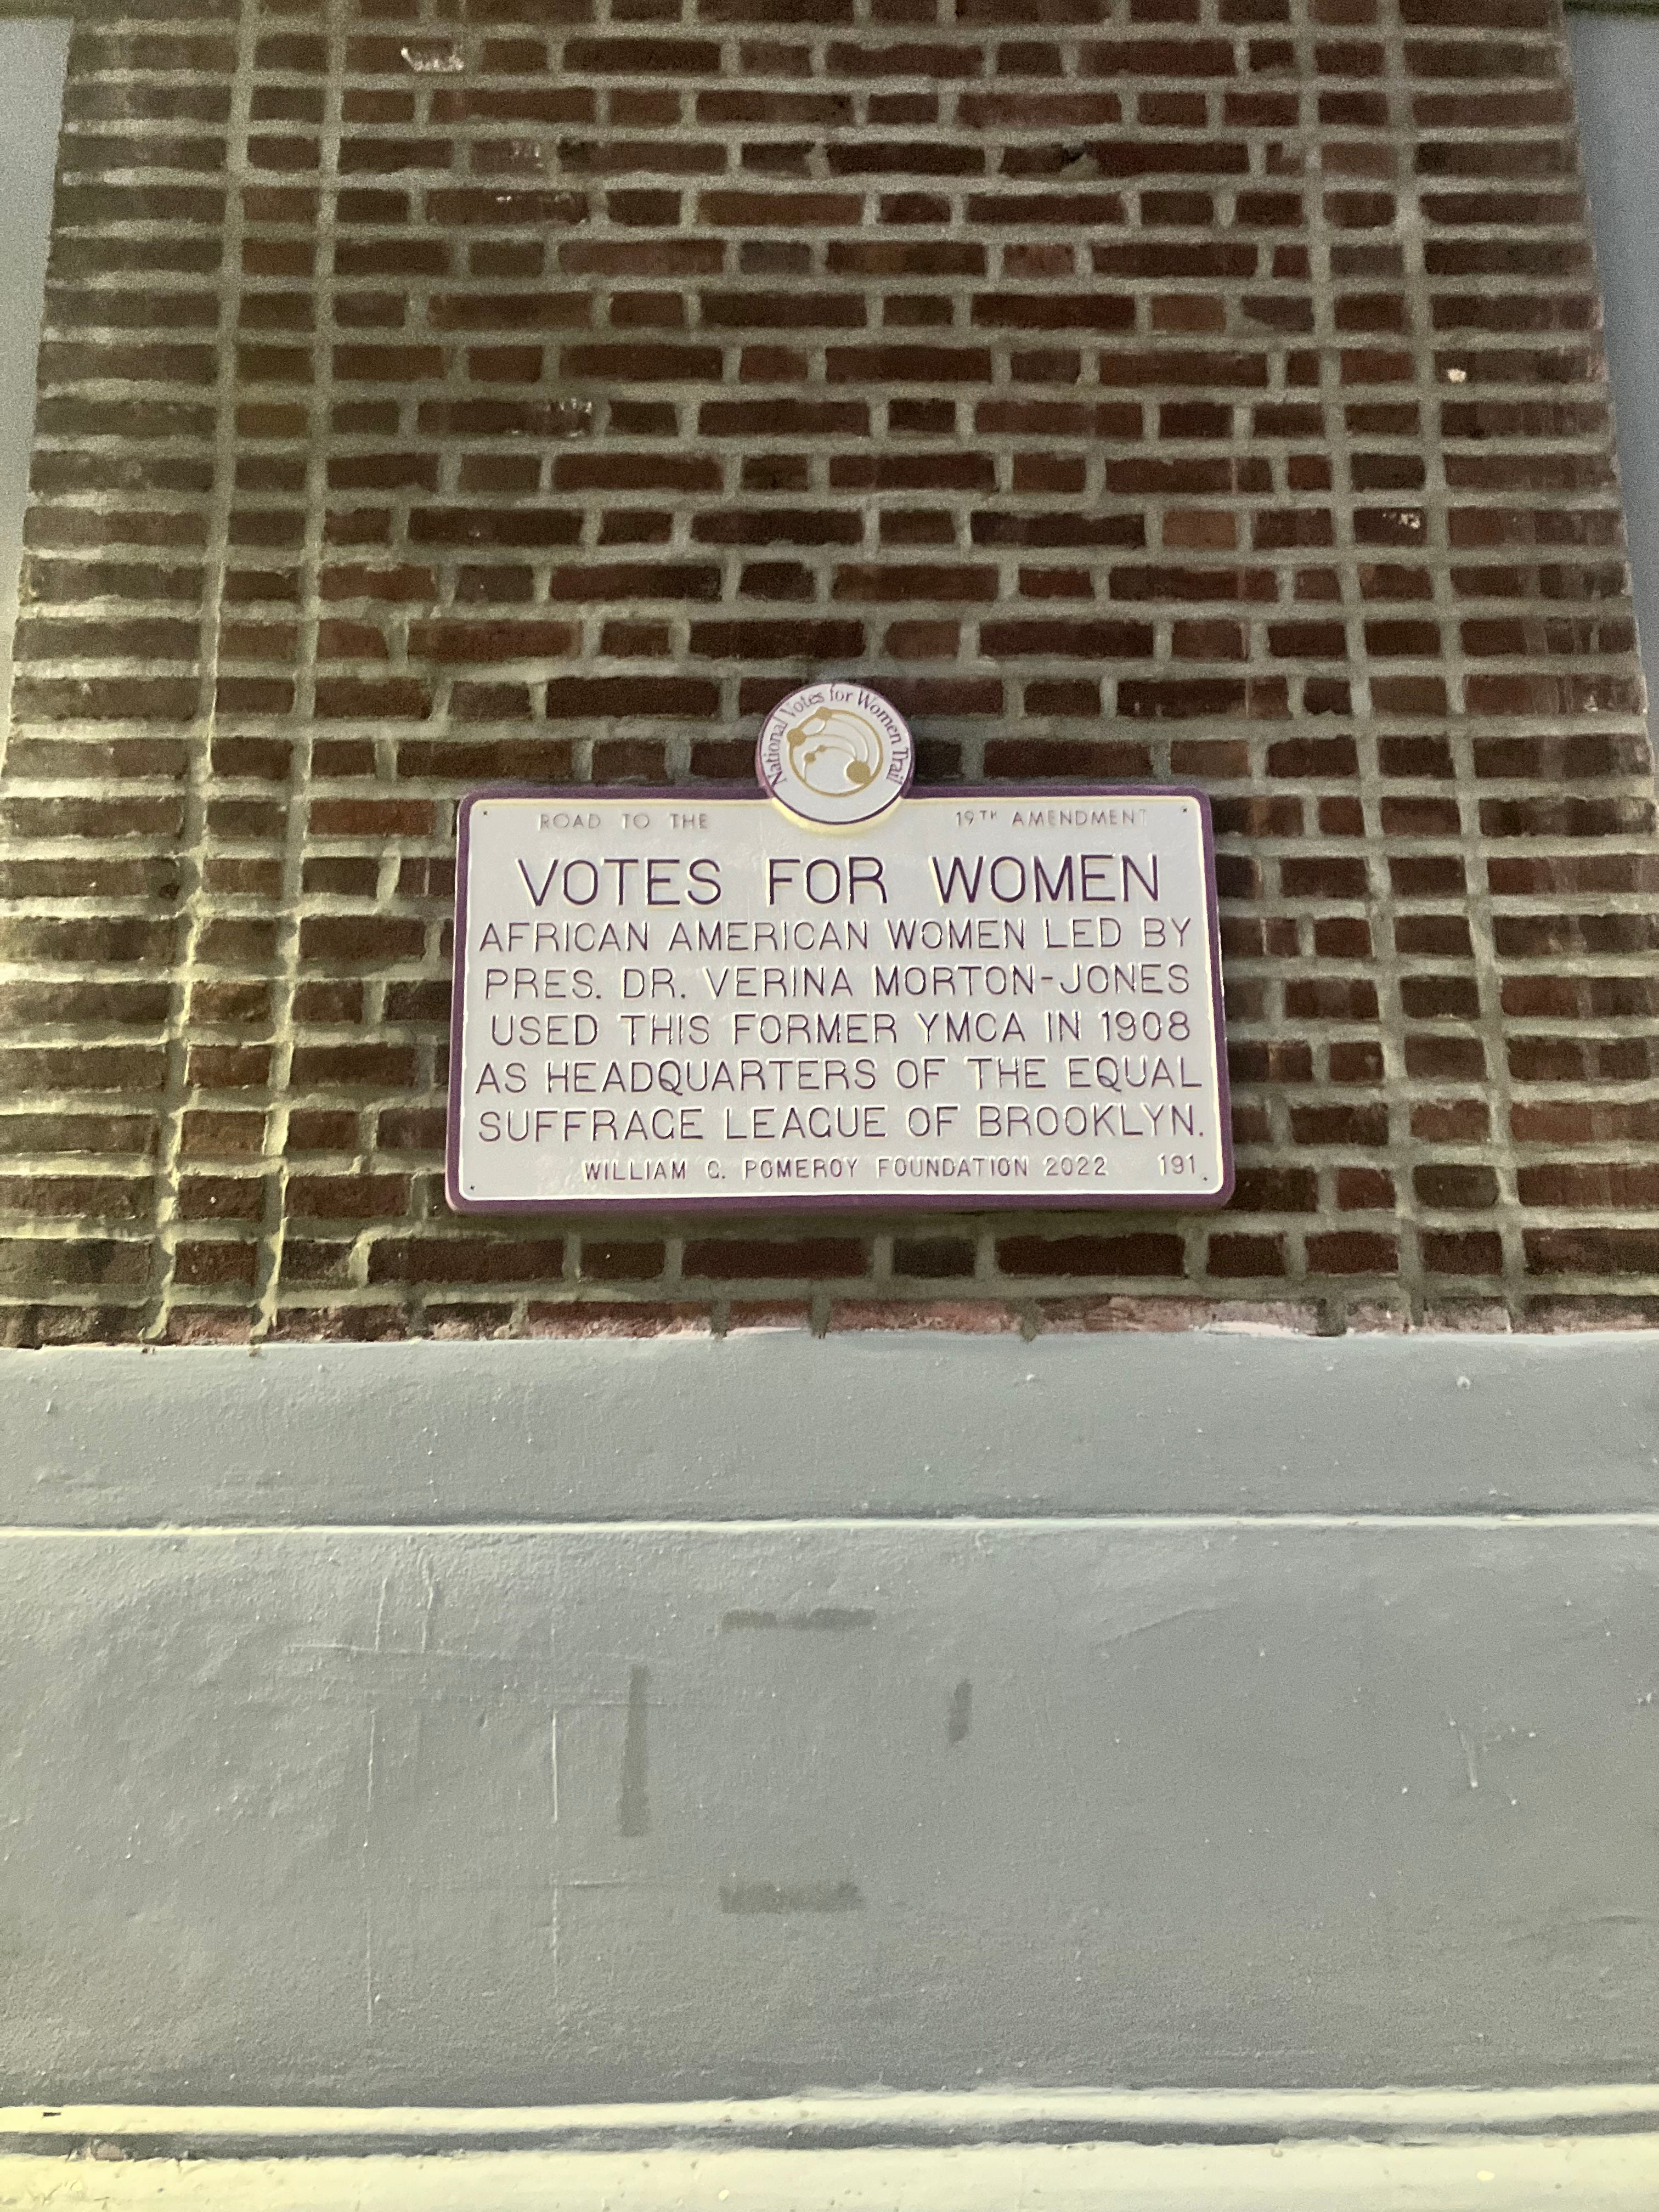 National Votes for Women Trail
ROAD TO THE 19TH AMENDMENT
VOTES FOR WOMEN
AFRICAN AMERICAN WOMEN LED BY
PRES. DR. VERINA MORTON-JONES
USED THIS FORMER YMCA IN 1908
AS HEADQUARTERS OF THE EQUAL
SUFFRAGE LEAGUE OF BROOKLYN.
WILLIAM G. POMEROY FOUNDATION 2022 191